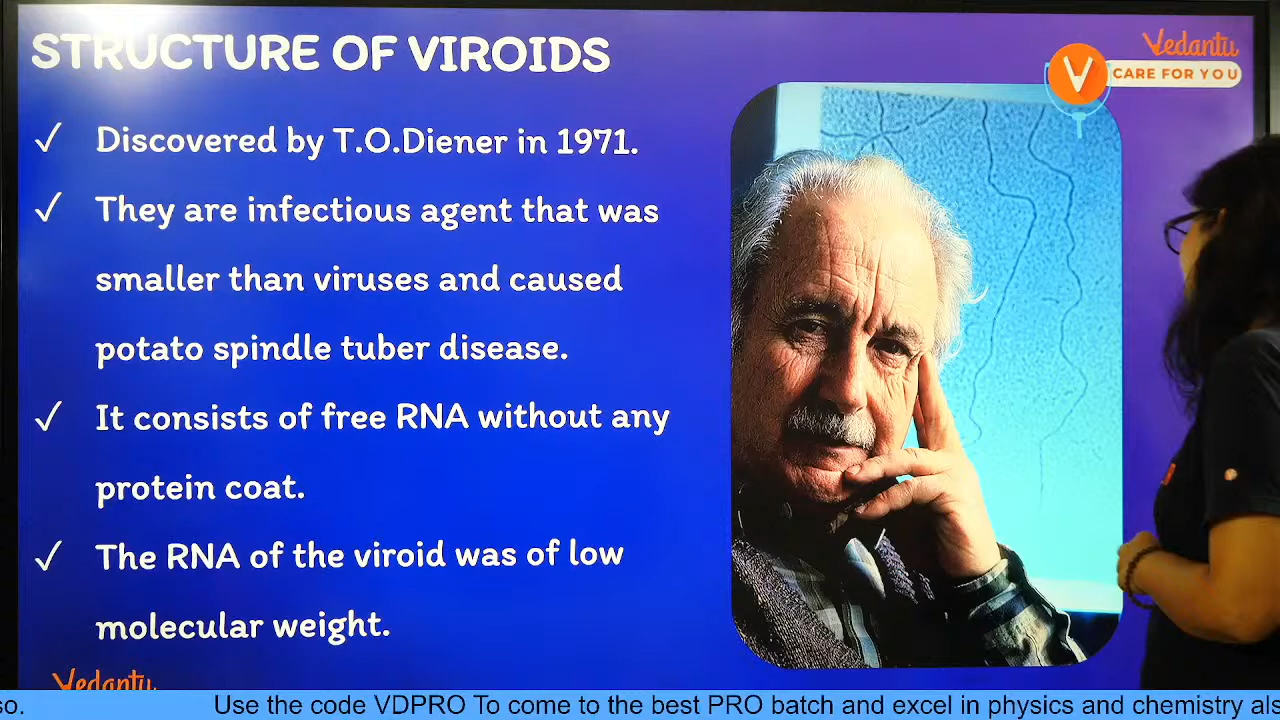 STRUCTURE OF VIROIDS
Vedantu
V CARE FOR YOU
✓ Discovered by T.O.Diener in 1971.
✓ They are infectious agent that was
smaller than viruses and caused
potato spindle tuber disease.
✓ It consists of free RNA without any
protein coat.
✓ The RNA of the viroid was of low
molecular weight.
Vedantu
so. Use the code VDPRO To come to the best PRO batch and excel in physics and chemistry als